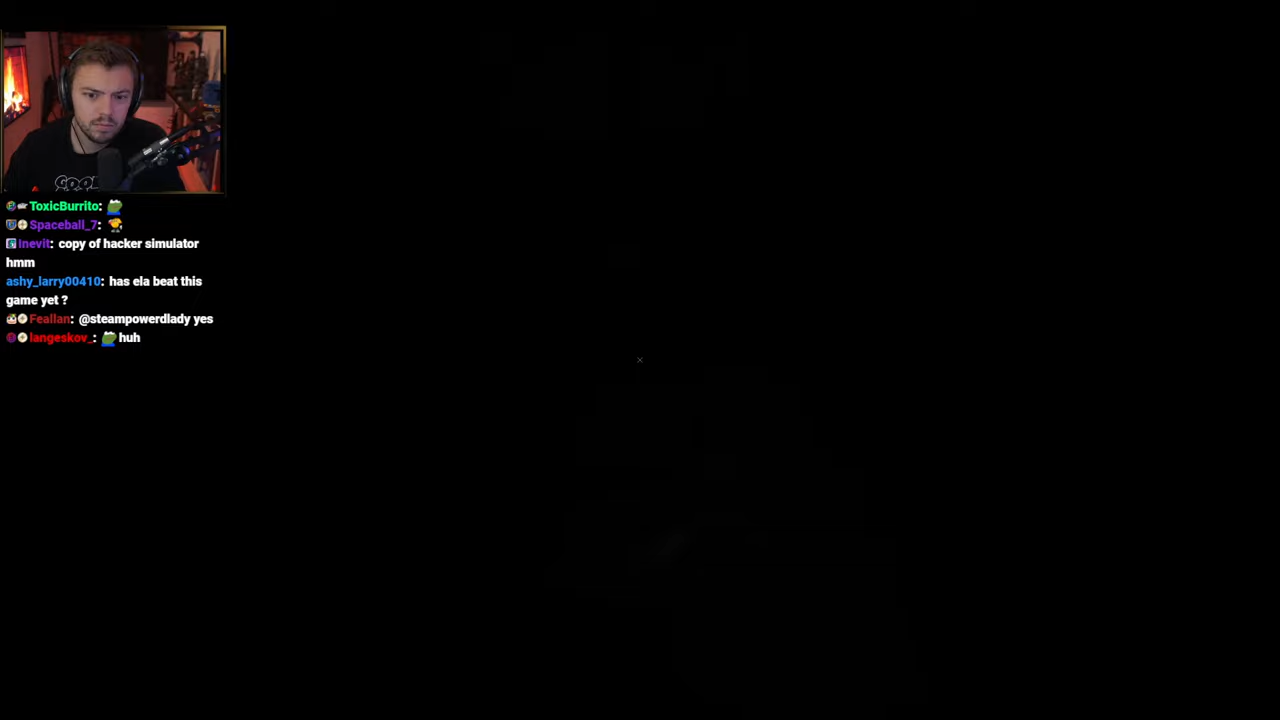 GOO
ToxicBurrito:
Spaceball_7:
Inevit: copy of hacker simulator
hmm
ashy_larry00410: has ela beat this
game yet ?
Feallan: @steampowerdlady yes
langeskov_: huh